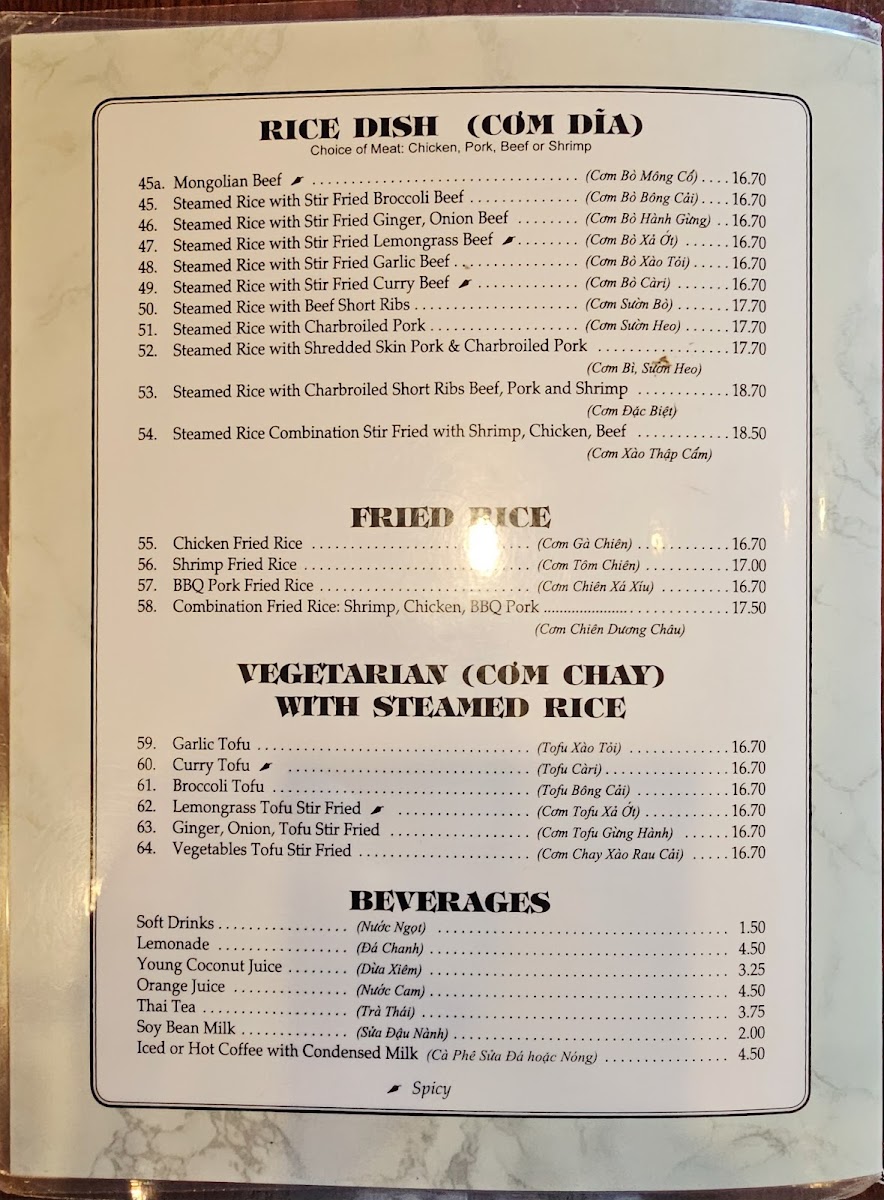 RICE DISH (CƠM DĨA)
Choice of Meat: Chicken, Pork, Beef or Shrimp
45a. Mongolian Beef (Cơm Bò Mông Cổ) 16.70
45. Steamed Rice with Stir Fried Broccoli Beef (Cơm Bò Bông Cải) 16.70
46. Steamed Rice with Stir Fried Ginger, Onion Beef (Cơm Bò Hành Gừng) 16.70
47. Steamed Rice with Stir Fried Lemongrass Beef (Cơm Bò Xả Ớt) 16.70
48. Steamed Rice with Stir Fried Garlic Beef (Cơm Bò Xào Tỏi) 16.70
49. Steamed Rice with Stir Fried Curry Beef (Cơm Bò Càri) 16.70
50. Steamed Rice with Beef Short Ribs (Cơm Sườn Bò) 17.70
51. Steamed Rice with Charbroiled Pork (Cơm Sườn Heo) 17.70
52. Steamed Rice with Shredded Skin Pork & Charbroiled Pork 17.70
(Cơm Bì, Sườn Heo)
53. Steamed Rice with Charbroiled Short Ribs Beef, Pork and Shrimp 18.70
(Cơm Đặc Biệt)
54. Steamed Rice Combination Stir Fried with Shrimp, Chicken, Beef 18.50
(Cơm Xào Thập Cẩm)
FRIED RICE
55. Chicken Fried Rice (Cơm Gà Chiên) 16.70
56. Shrimp Fried Rice (Cơm Tôm Chiên) 17.00
57. BBQ Pork Fried Rice (Cơm Chiên Xá Xíu) 16.70
58. Combination Fried Rice: Shrimp, Chicken, BBQ Pork 17.50
(Cơm Chiên Dương Châu)
VEGETARIAN (CƠM CHAY)
WITH STEAMED RICE
59. Garlic Tofu (Tofu Xào Tỏi) 16.70
60. Curry Tofu (Tofu Càri) 16.70
61. Broccoli Tofu (Tofu Bông Cải) 16.70
62. Lemongrass Tofu Stir Fried (Cơm Tofu Xả Ớt) 16.70
63. Ginger, Onion, Tofu Stir Fried (Cơm Tofu Gừng Hành) 16.70
64. Vegetables Tofu Stir Fried (Cơm Chay Xào Rau Cải) 16.70
BEVERAGES
Soft Drinks (Nước Ngọt) 1.50
Lemonade (Đá Chanh) 4.50
Young Coconut Juice (Dừa Xiêm) 3.25
Orange Juice (Nước Cam) 4.50
Thai Tea (Trà Thái) 3.75
Soy Bean Milk (Sữa Đậu Nành) 2.00
Iced or Hot Coffee with Condensed Milk (Cà Phê Sữa Đá hoặc Nóng) 4.50
Spicy